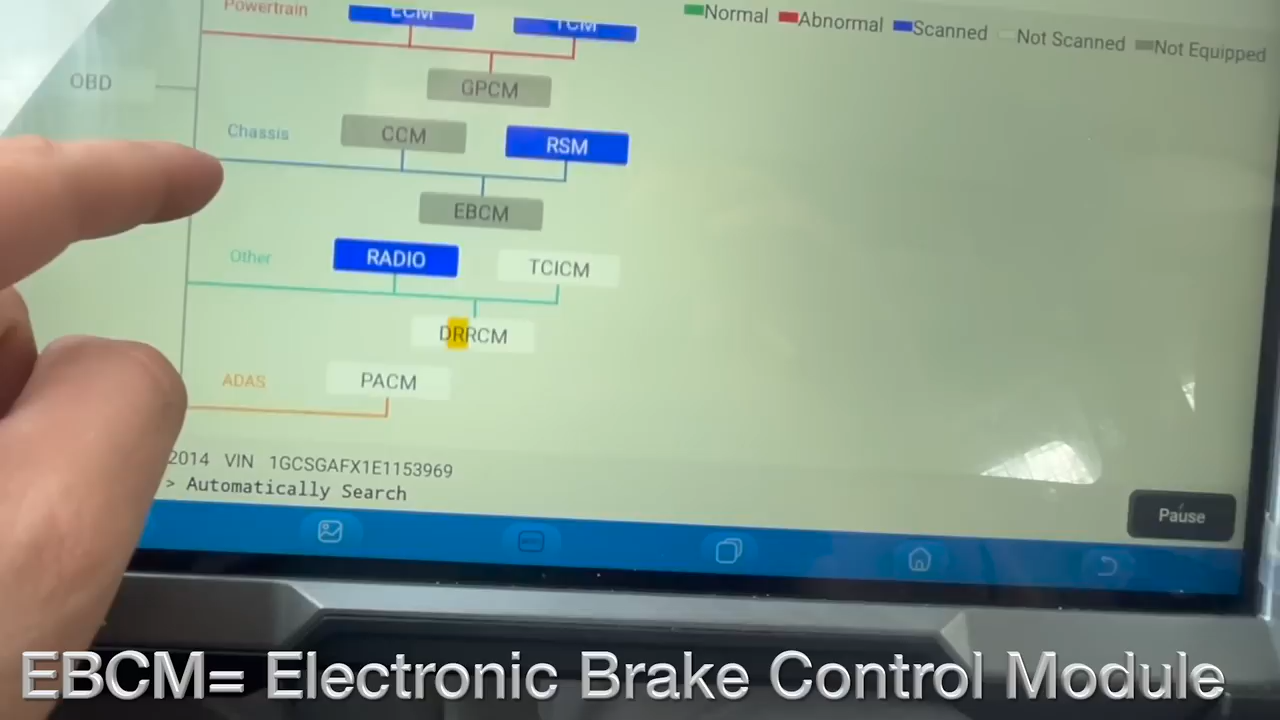 Powertrain
ECM
TCM
Normal
Abnormal
Scanned
Not Scanned
Not Equipped
GPCM
OBD
Chassis
CCM
RSM
EBCM
Other
RADIO
TCICM
DRRCM
ADAS
PACM
2014 VIN 1GCSGAFX1E1153969
> Automatically Search
Pause
EBCM= Electronic Brake Control Module